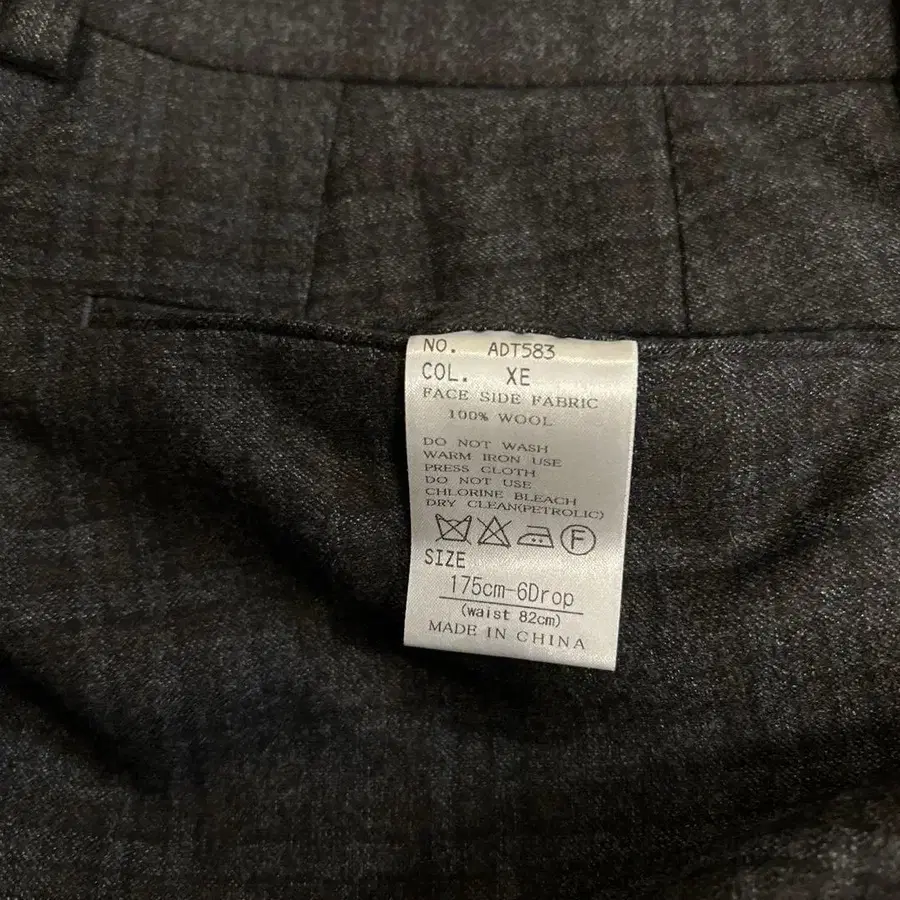 NO. ADT583
COL. XE
FACE SIDE FABRIC
100% WOOL
DO NOT WASH
WARM IRON USE
PRESS CLOTH
DO NOT USE
CHLORINE BLEACH
DRY CLEAN(PETROLIC)
F
SIZE
175cm-6Drop
(waist 82cm)
MADE IN CHINA